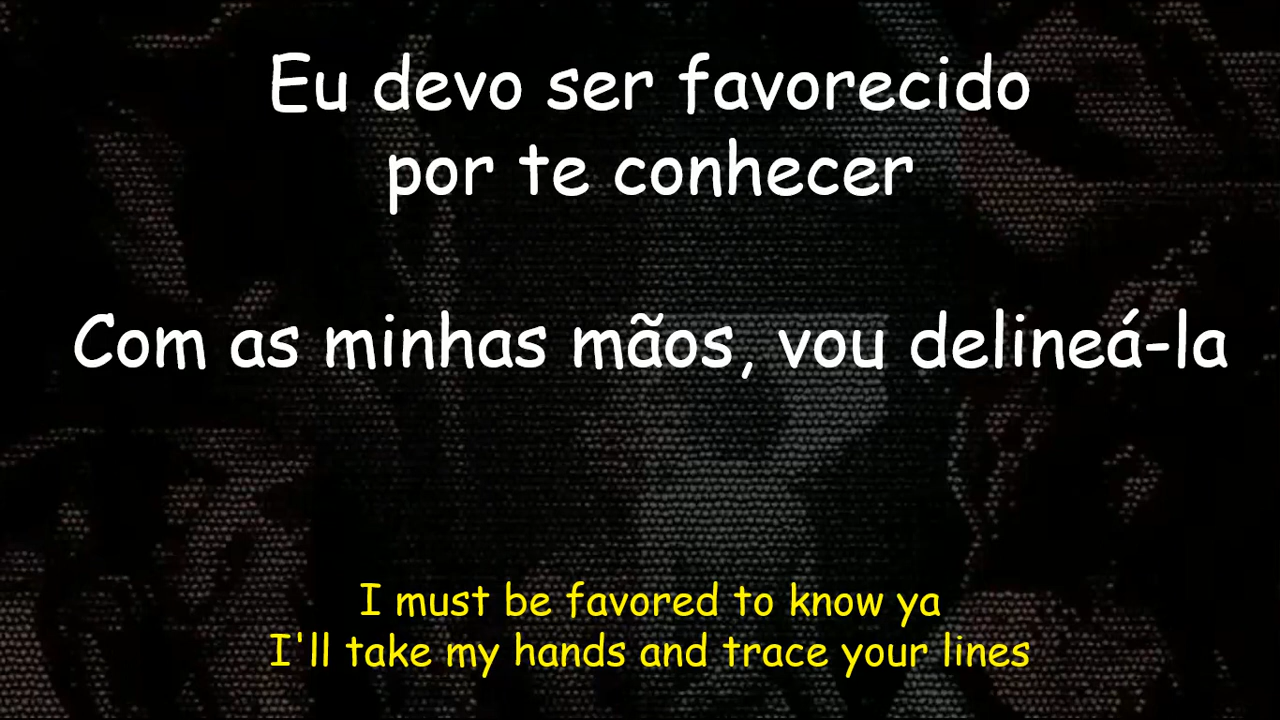 Eu devo ser favorecido
por te conhecer
Com as minhas mãos, vou delineá-la
I must be favored to know ya
I'll take my hands and trace your lines